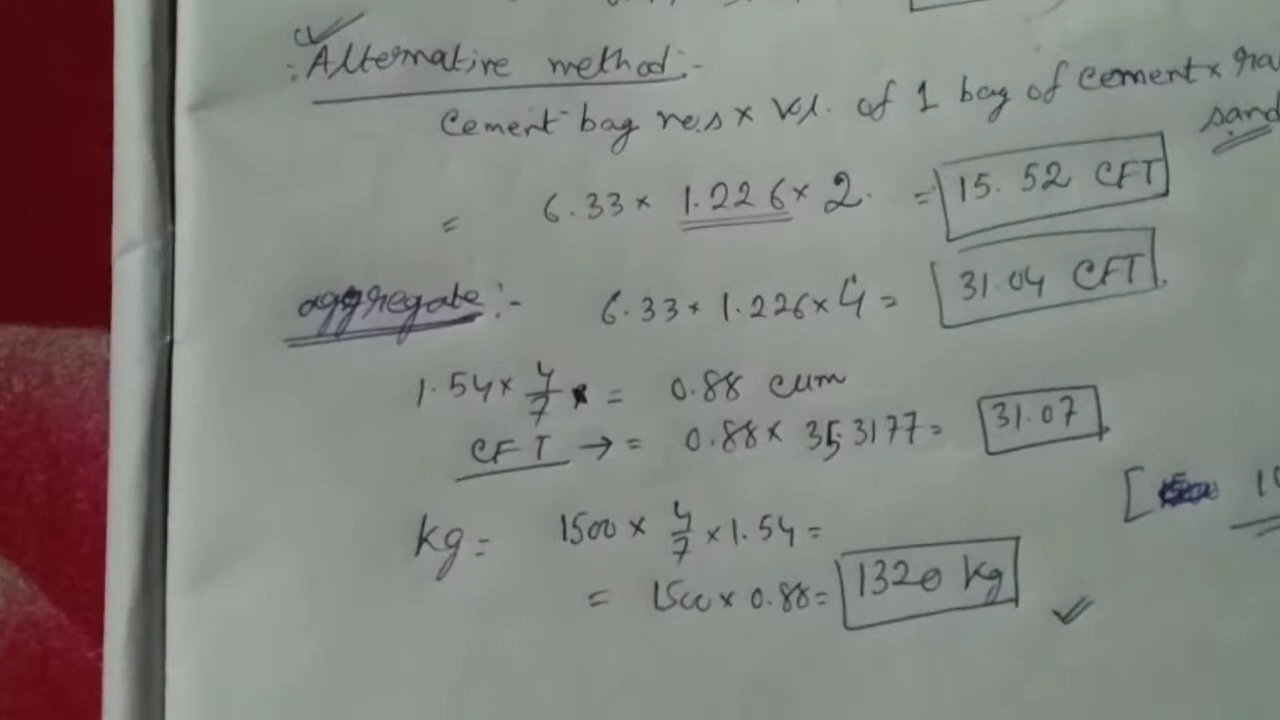 Alternative method:-
Cement bag nes x Vol. of 1 bag of cement x
sand
= 6.33 x 1.226 x 2. = 15.52 CFT
aggregate:- 6.33 x 1.226 x 4 = 31.04 CFT
1.54 x 4/7 x = 0.88 cum
CFT → = 0.88 x 35.3177 = 31.07
Kg = 1500 x 4/7 x 1.54 =
= 1500 x 0.88 = 1320 kg